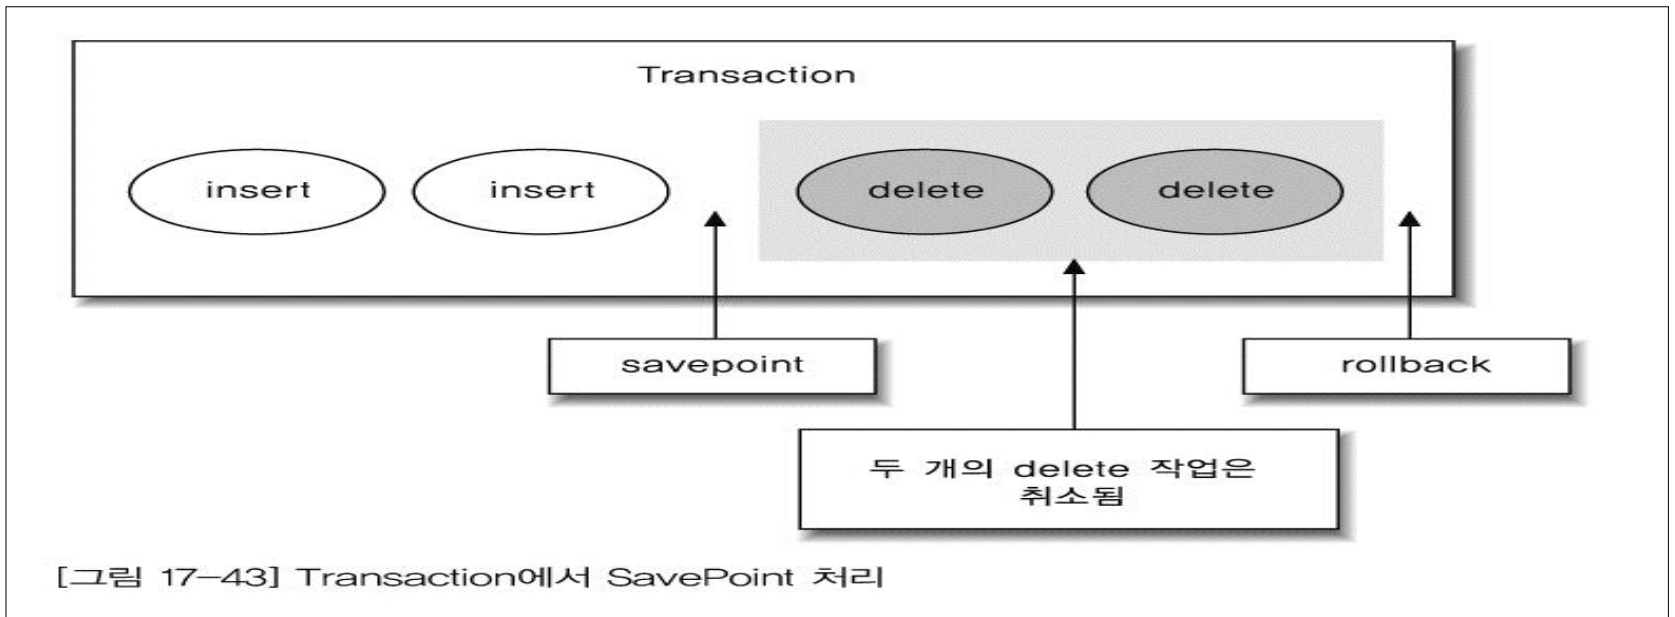 Transaction
insert
insert
delete
delete
savepoint
rollback
두 개의 delete 작업은
취소됨
[그림 17-43] Transaction에서 SavePoint 처리